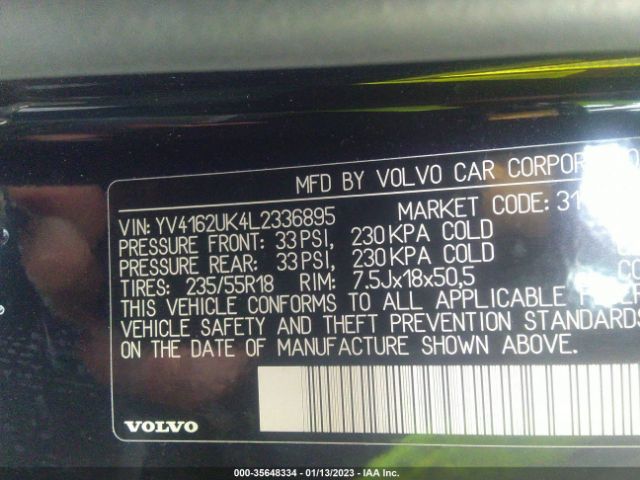 MFD BY VOLVO CAR CORPORATIO
VIN: YV4162UK4L2336895 MARKET CODE: 31
PRESSURE FRONT: 33 PSI, 230 KPA COLD
PRESSURE REAR: 33 PSI, 230 KPA COLD
TIRES: 235/55R18 RIM: 7.5Jx18x50,5 CO
THIS VEHICLE CONFORMS TO ALL APPLICABLE
VEHICLE SAFETY AND THEFT PREVENTION STANDARDS
ON THE DATE OF MANUFACTURE SHOWN ABOVE.
VOLVO
000-35648334 | 01/13/2023 | IAA Inc.